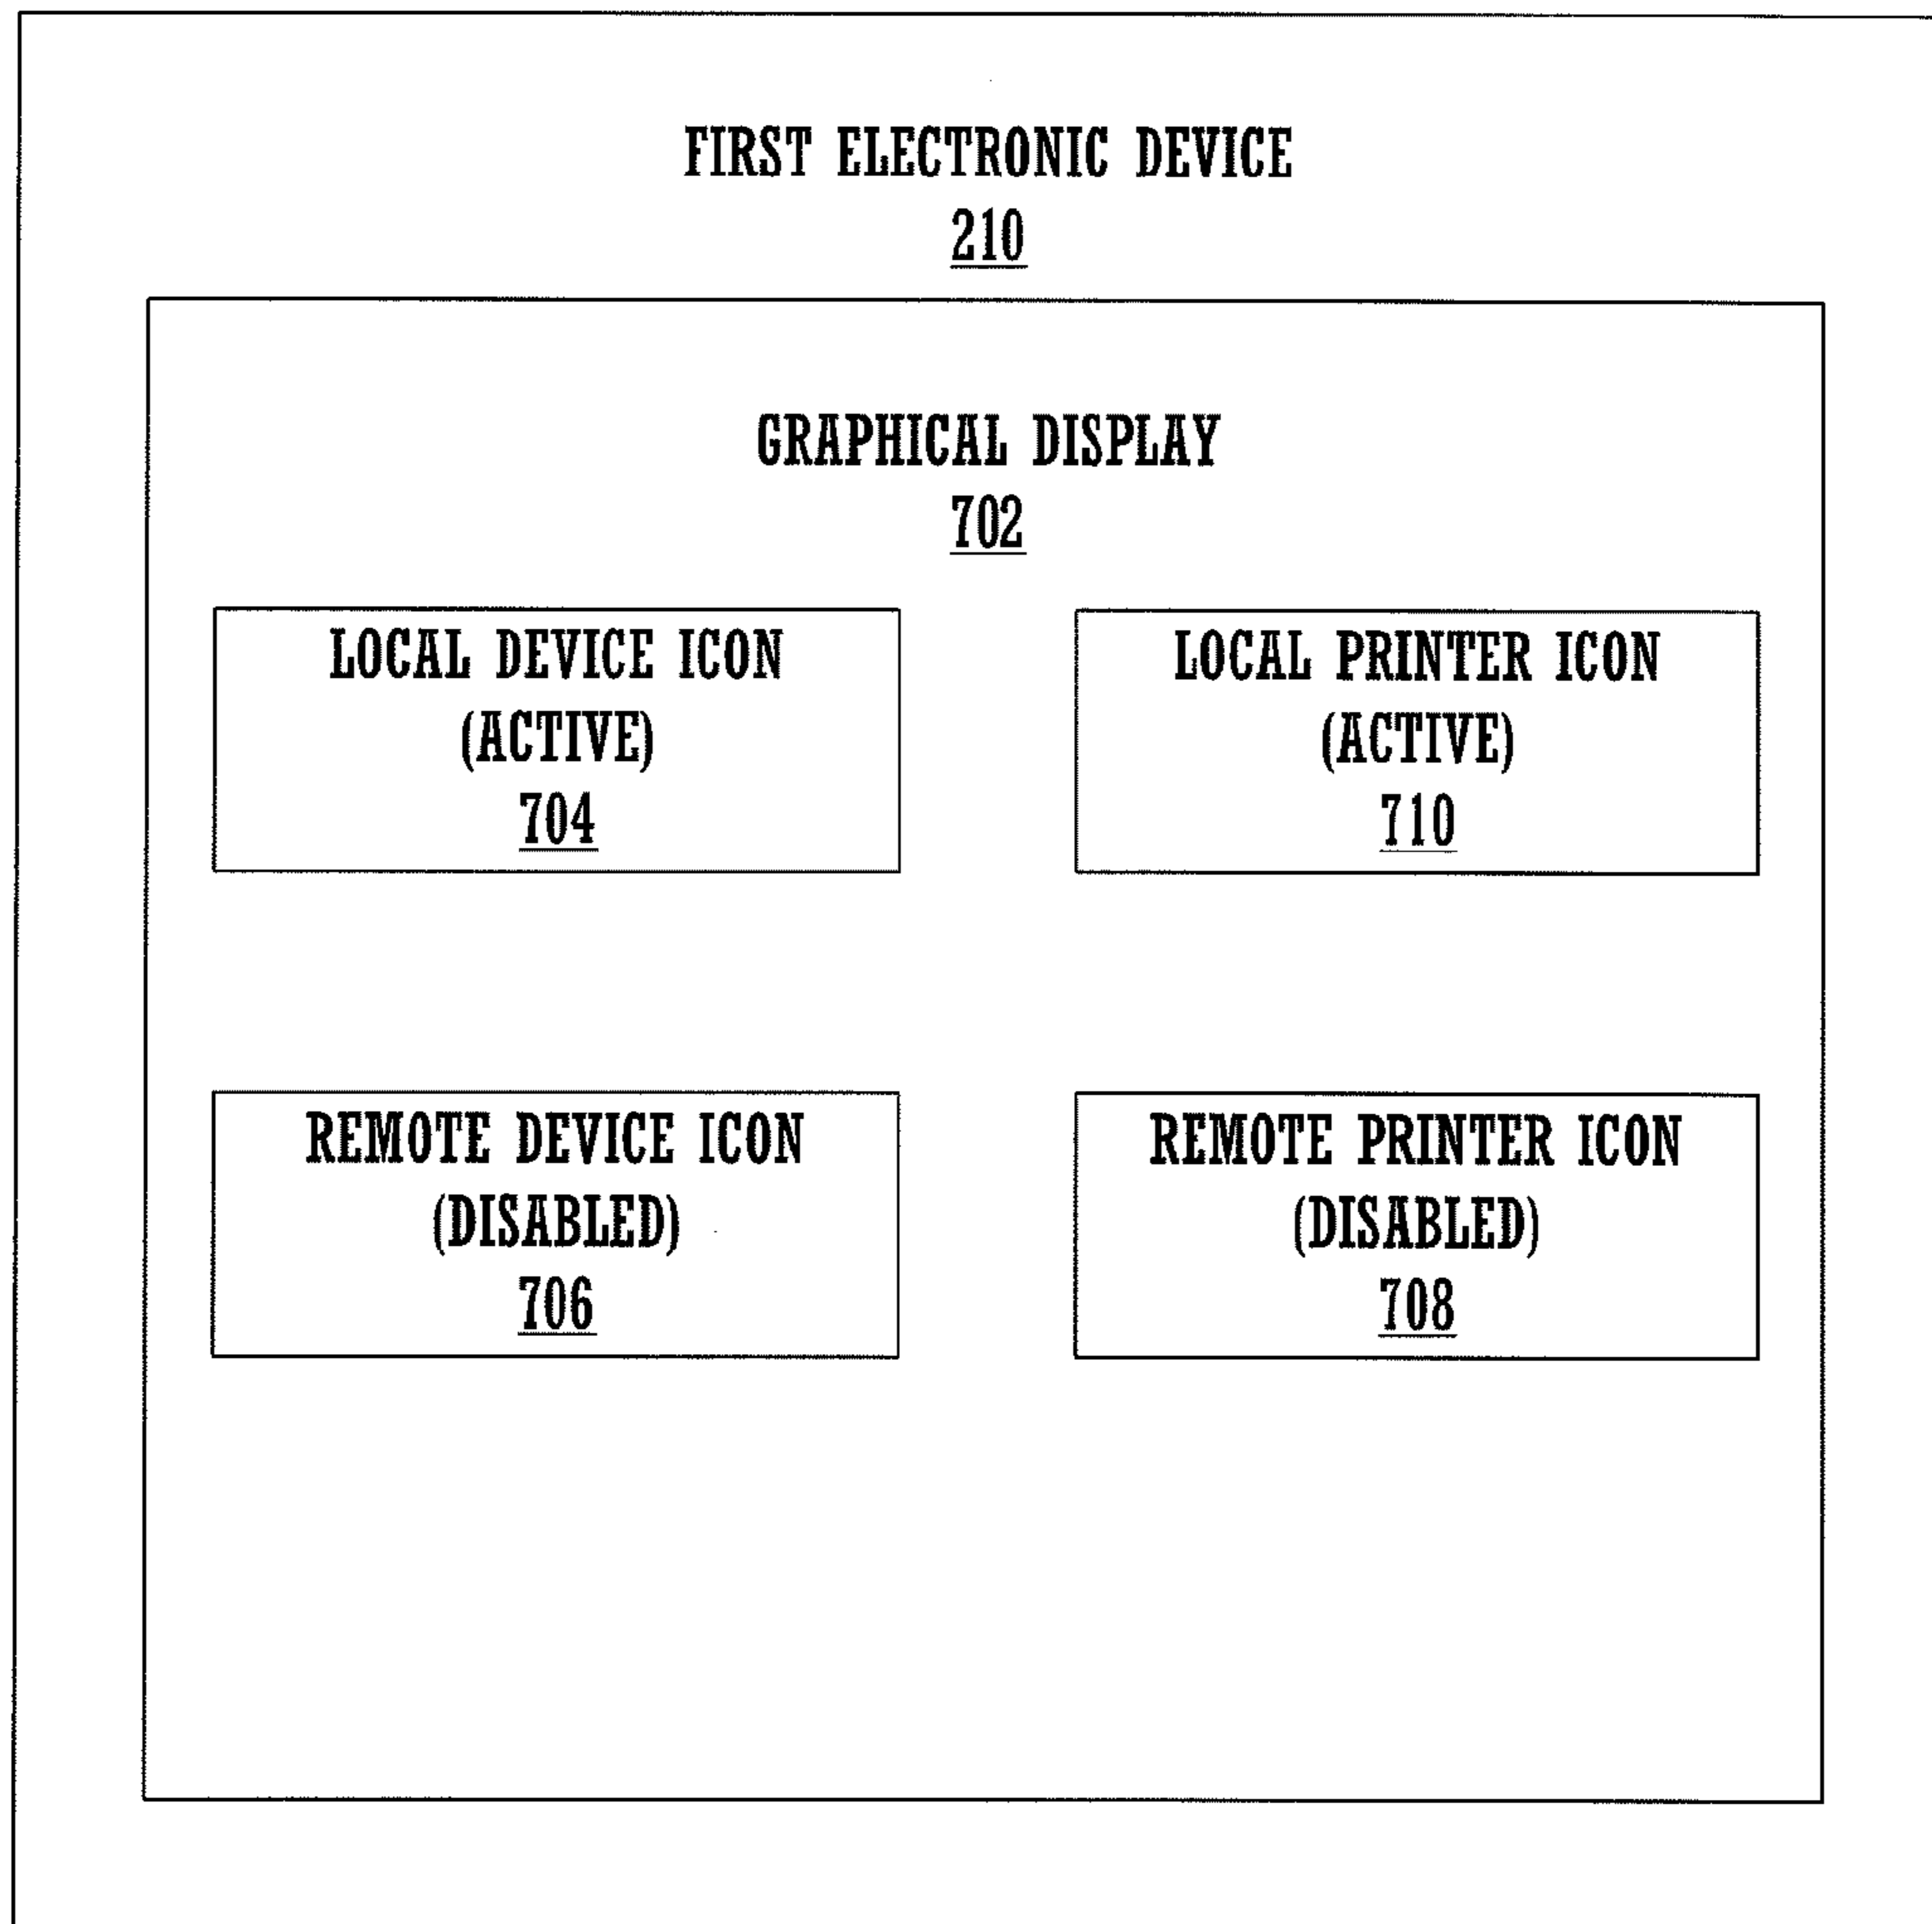 FIRST ELECTRONIC DEVICE
210
GRAPHICAL DISPLAY
702
LOCAL DEVICE ICON
(ACTIVE)
704
LOCAL PRINTER ICON
(ACTIVE)
710
REMOTE DEVICE ICON
(DISABLED)
706
REMOTE PRINTER ICON
(DISABLED)
708